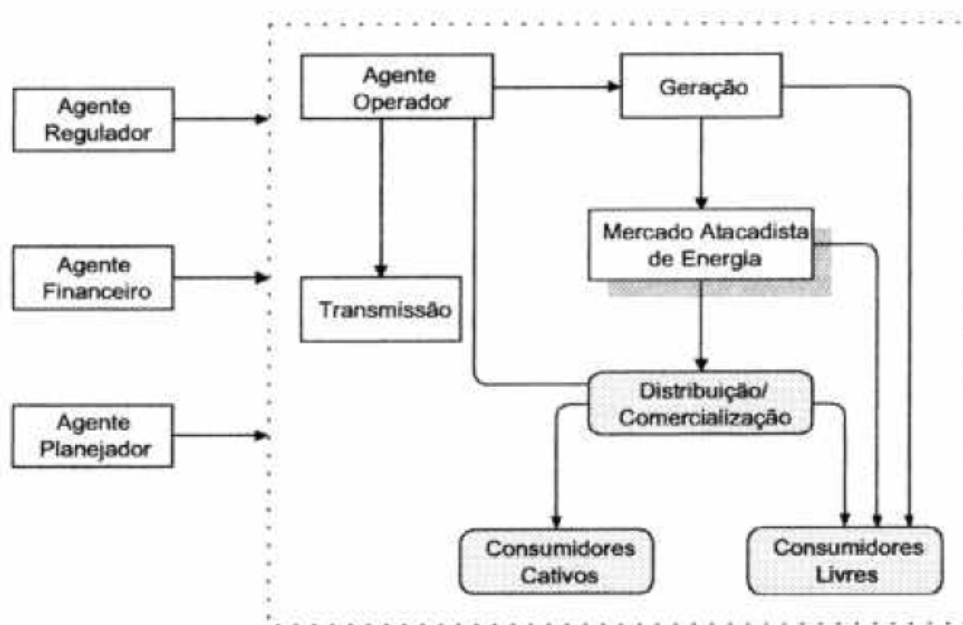 Agente
Operador
Geração
Agente
Regulador
Mercado Atacadista
de Energia
Agente
Financeiro
Transmissão
Distribuição/
Comercialização
Agente
Planejador
Consumidores
Cativos
Consumidores
Livres